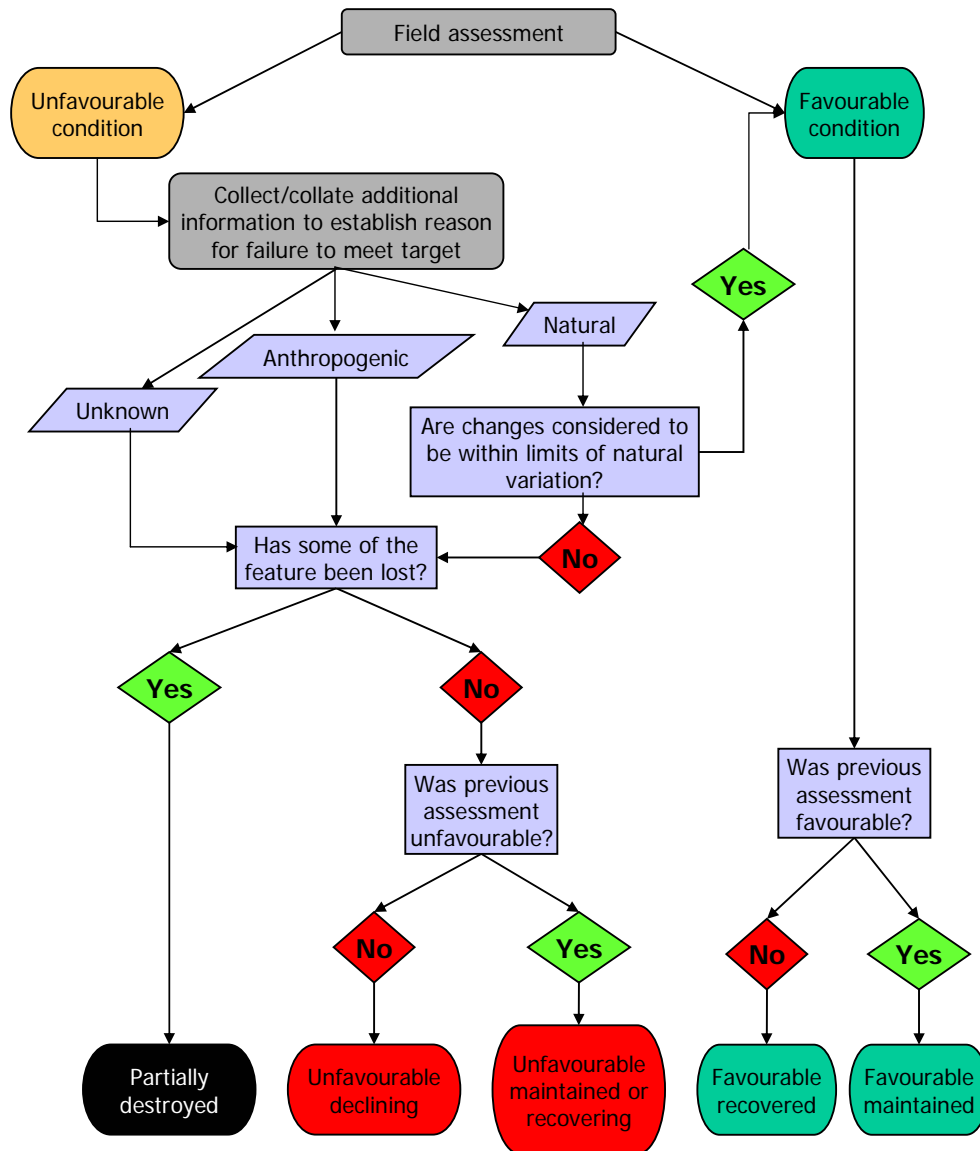 Field assessment
Unfavourable
condition
Favourable
condition
Collect/collate additional
information to establish reason
for failure to meet target
Yes
Natural
Anthropogenic
Unknown
Are changes considered to
be within limits of natural
variation?
Has some of the
feature been lost?
No
Yes
No
Was previous
assessment
unfavourable?
Was previous
assessment
favourable?
No
Yes
No
Yes
Partially
destroyed
Unfavourable
declining
Unfavourable
maintained or
recovering
Favourable
recovered
Favourable
maintained